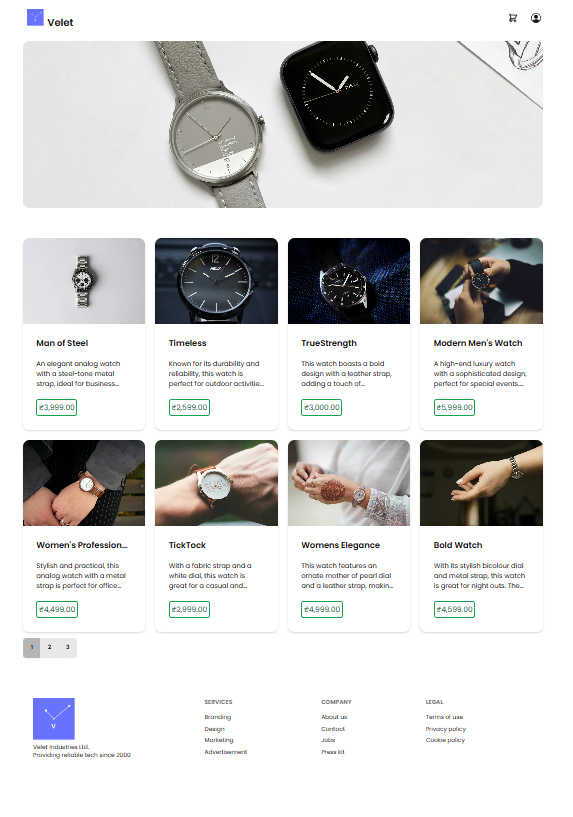 Velet
Man of Steel
An elegant analog watch
with a steel-tone metal
strap, ideal for business...
₹3,999.00
Timeless
Known for its durability and
reliability, this watch is
perfect for outdoor activitie...
₹2,599.00
TrueStrength
This watch boasts a bold
design with a leather strap,
adding a touch of...
₹3,000.00
Modern Men's Watch
A high-end luxury watch
with a sophisticated design,
perfect for special events....
₹5,999.00
Women's Profession...
Stylish and practical, this
analog watch with a metal
strap is perfect for office...
₹4,499.00
TickTock
With a fabric strap and a
white dial, this watch is
great for a casual and...
₹2,999.00
Womens Elegance
This watch features an
ornate mother of pearl dial
and a leather strap, makin...
₹4,999.00
Bold Watch
With its stylish bicolour dial
and metal strap, this watch
is great for night outs. The...
₹4,599.00
1 2 3
V
Velet Industries Ltd.
Providing reliable tech since 2000
SERVICES
Branding
Design
Marketing
Advertisement
COMPANY
About us
Contact
Jobs
Press kit
LEGAL
Terms of use
Privacy policy
Cookie policy